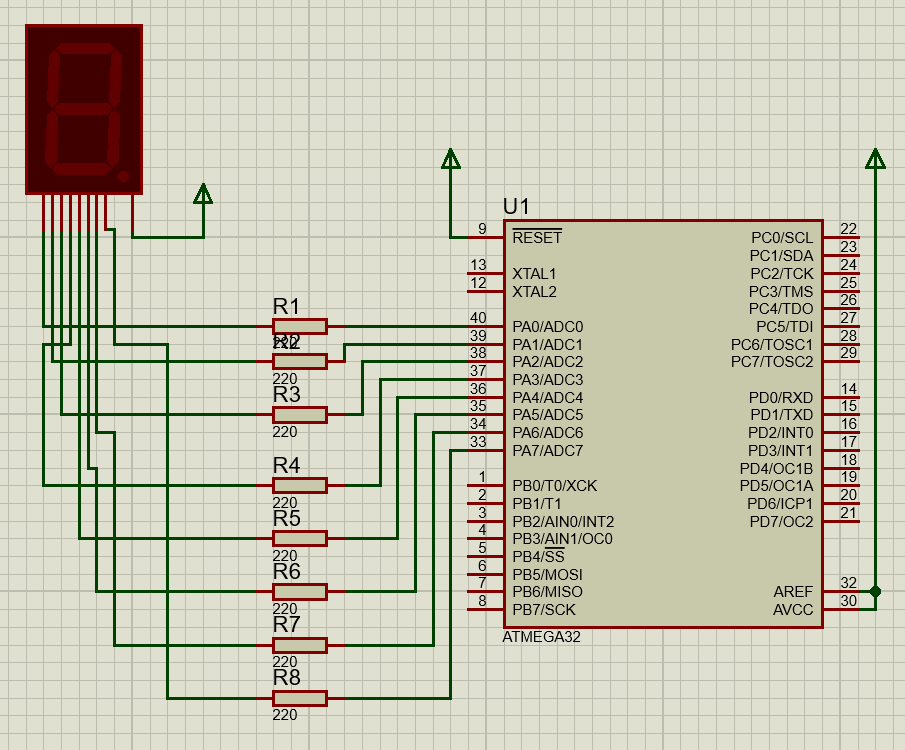 U1
9 RESET
13 XTAL1
12 XTAL2
40 PA0/ADC0
39 PA1/ADC1
38 PA2/ADC2
37 PA3/ADC3
36 PA4/ADC4
35 PA5/ADC5
34 PA6/ADC6
33 PA7/ADC7
1 PB0/T0/XCK
2 PB1/T1
3 PB2/AIN0/INT2
4 PB3/AIN1/OC0
5 PB4/SS
6 PB5/MOSI
7 PB6/MISO
8 PB7/SCK
PC0/SCL 22
PC1/SDA 23
PC2/TCK 24
PC3/TMS 25
PC4/TDO 26
PC5/TDI 27
PC6/TOSC1 28
PC7/TOSC2 29
PD0/RXD 14
PD1/TXD 15
PD2/INT0 16
PD3/INT1 17
PD4/OC1B 18
PD5/OC1A 19
PD6/ICP1 20
PD7/OC2 21
AREF 32
AVCC 30
ATMEGA32
R1
R2
220
R3
220
R4
220
R5
220
R6
220
R7
220
R8
220